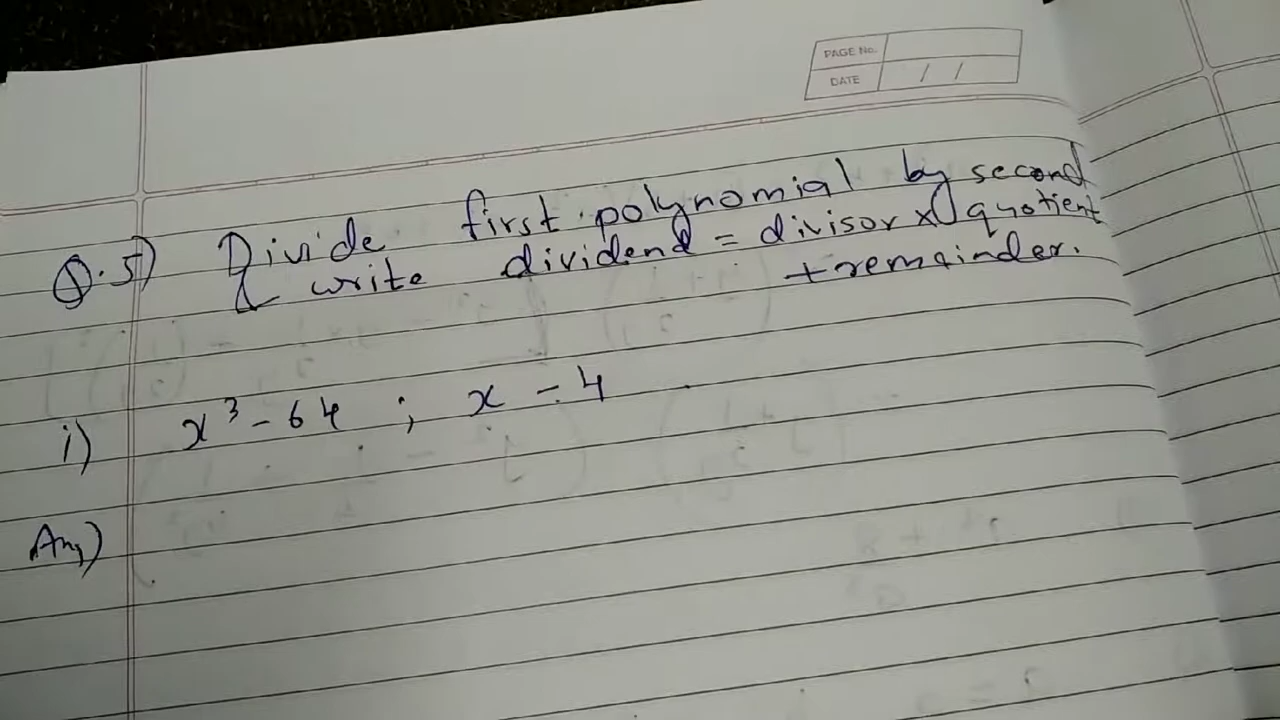 PAGE No.
DATE / /
Q.5) Divide first polynomial by second
& write dividend = divisor x quotient
+ remainder.
i) x³ - 64 ; x - 4
Ans)